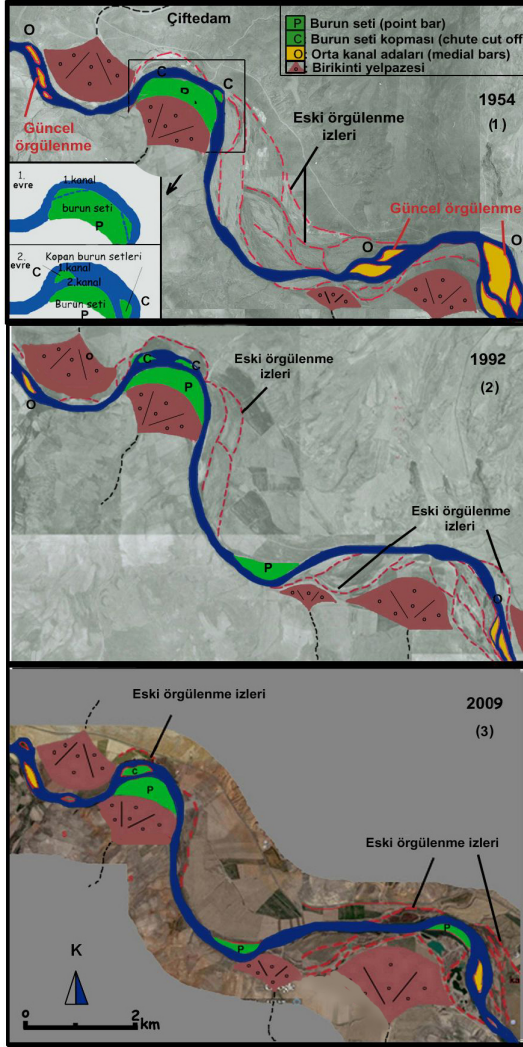 O
Çiftedam
P Burun seti (point bar)
C Burun seti kopması (chute cut off)
O Orta kanal adaları (medial bars)
Birikinti yelpazesi
1954
(1)
C
C
P
Güncel
örgülenme
Eski örgülenme
izleri
Güncel örgülenme
O
O
1.
evre
1.kanal
burun seti
P
2.
evre
Kopan burun setleri
C
1.kanal
2.kanal
Burun seti
P
C
1992
(2)
C
C
P
O
Eski örgülenme
izleri
Eski örgülenme
izleri
P
O
2009
(3)
Eski örgülenme izleri
C
P
Eski örgülenme izleri
P
P
K
0 2
km